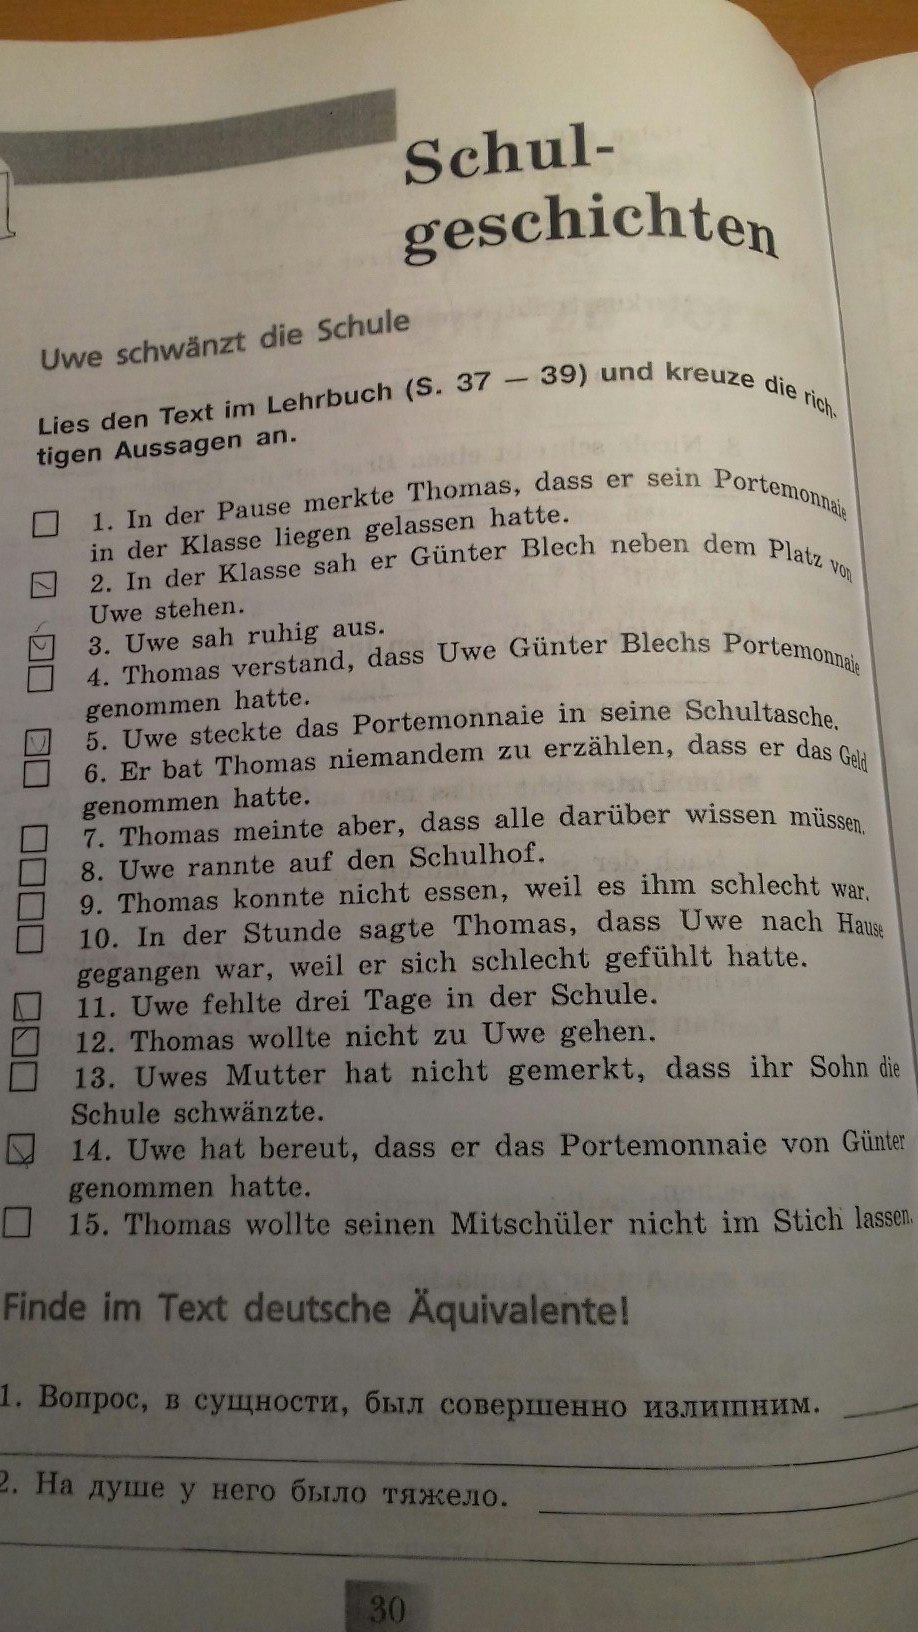 Schul-
geschichten
Uwe schwänzt die Schule
Lies den Text im Lehrbuch (S. 37 — 39) und kreuze die rich-
tigen Aussagen an.
1. In der Pause merkte Thomas, dass er sein Portemonnaie
in der Klasse liegen gelassen hatte.
2. In der Klasse sah er Günter Blech neben dem Platz von
Uwe stehen.
3. Uwe sah ruhig aus.
4. Thomas verstand, dass Uwe Günter Blechs Portemonnaie
genommen hatte.
5. Uwe steckte das Portemonnaie in seine Schultasche.
6. Er bat Thomas niemandem zu erzählen, dass er das Geld
genommen hatte.
7. Thomas meinte aber, dass alle darüber wissen müssen.
8. Uwe rannte auf den Schulhof.
9. Thomas konnte nicht essen, weil es ihm schlecht war.
10. In der Stunde sagte Thomas, dass Uwe nach Hause
gegangen war, weil er sich schlecht gefühlt hatte.
11. Uwe fehlte drei Tage in der Schule.
12. Thomas wollte nicht zu Uwe gehen.
13. Uwes Mutter hat nicht gemerkt, dass ihr Sohn die
Schule schwänzte.
14. Uwe hat bereut, dass er das Portemonnaie von Günter
genommen hatte.
15. Thomas wollte seinen Mitschüler nicht im Stich lassen.
Finde im Text deutsche Äquivalente!
1. Вопрос, в сущности, был совершенно излишним.
2. На душе у него было тяжело.
30